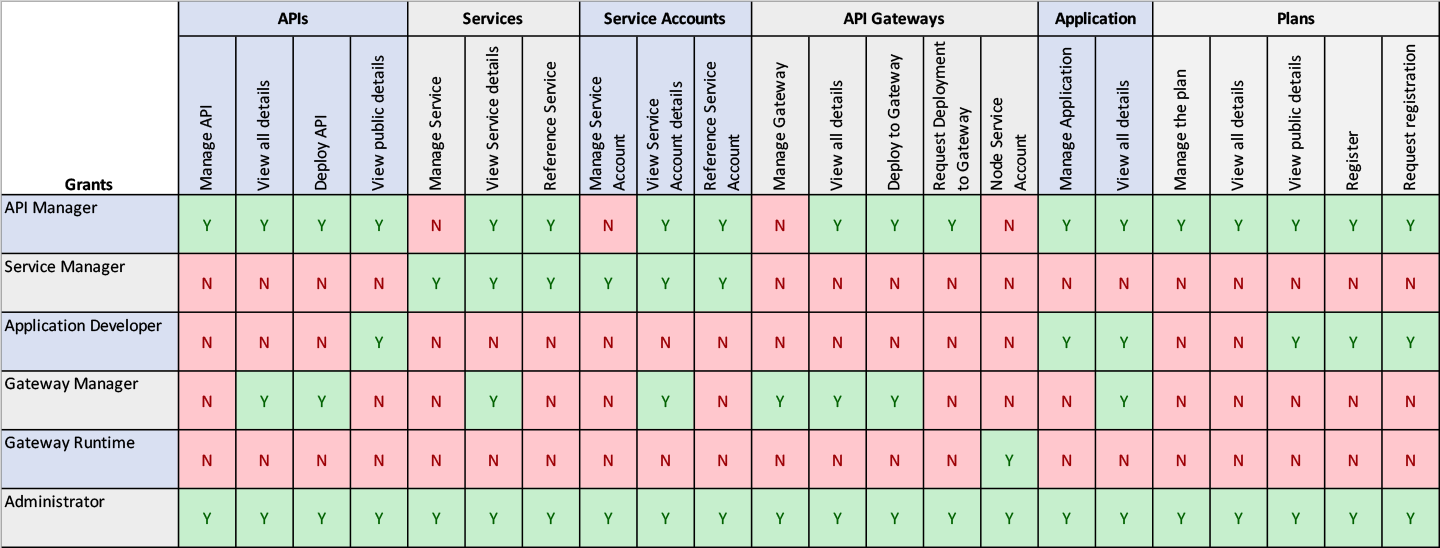 APIs Services Service Accounts API Gateways Application Plans
Grants
Manage API
View all details
Deploy API
View public details
Manage Service
View Service details
Reference Service
Manage Service
Account
View Service
Account details
Reference Service
Account
Manage Gateway
View all details
Deploy to Gateway
Request Deployment
to Gateway
Node Service
Account
Manage Application
View all details
Manage the plan
View all details
View public details
Register
Request registration
API Manager Y Y Y Y N Y Y N Y Y N Y Y Y N Y Y Y Y Y Y Y
Service Manager N N N N Y Y Y Y Y Y N N N N N N N N N N N N
Application Developer N N N Y N N N N N N N N N N N Y Y N N Y Y Y
Gateway Manager N Y Y N N Y N N Y N Y Y Y N N N Y N N N N N
Gateway Runtime N N N N N N N N N N N N N N Y N N N N N N N
Administrator Y Y Y Y Y Y Y Y Y Y Y Y Y Y Y Y Y Y Y Y Y Y